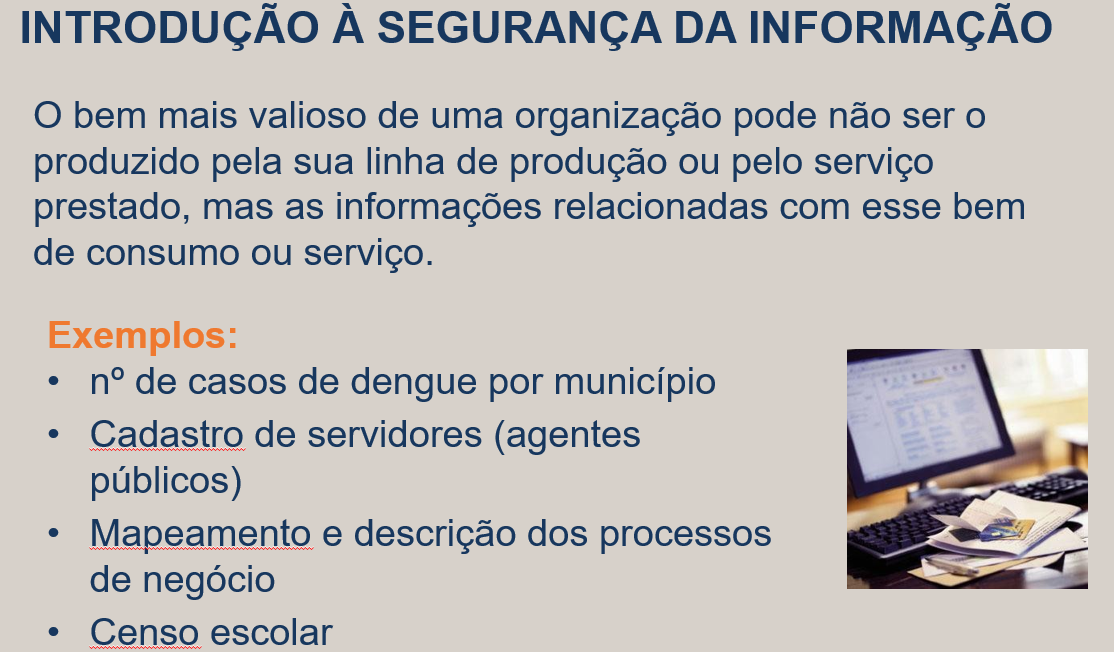 INTRODUÇÃO À SEGURANÇA DA INFORMAÇÃO
O bem mais valioso de uma organização pode não ser o
produzido pela sua linha de produção ou pelo serviço
prestado, mas as informações relacionadas com esse bem
de consumo ou serviço.
Exemplos:
• nº de casos de dengue por município
• Cadastro de servidores (agentes
públicos)
• Mapeamento e descrição dos processos
de negócio
• Censo escolar